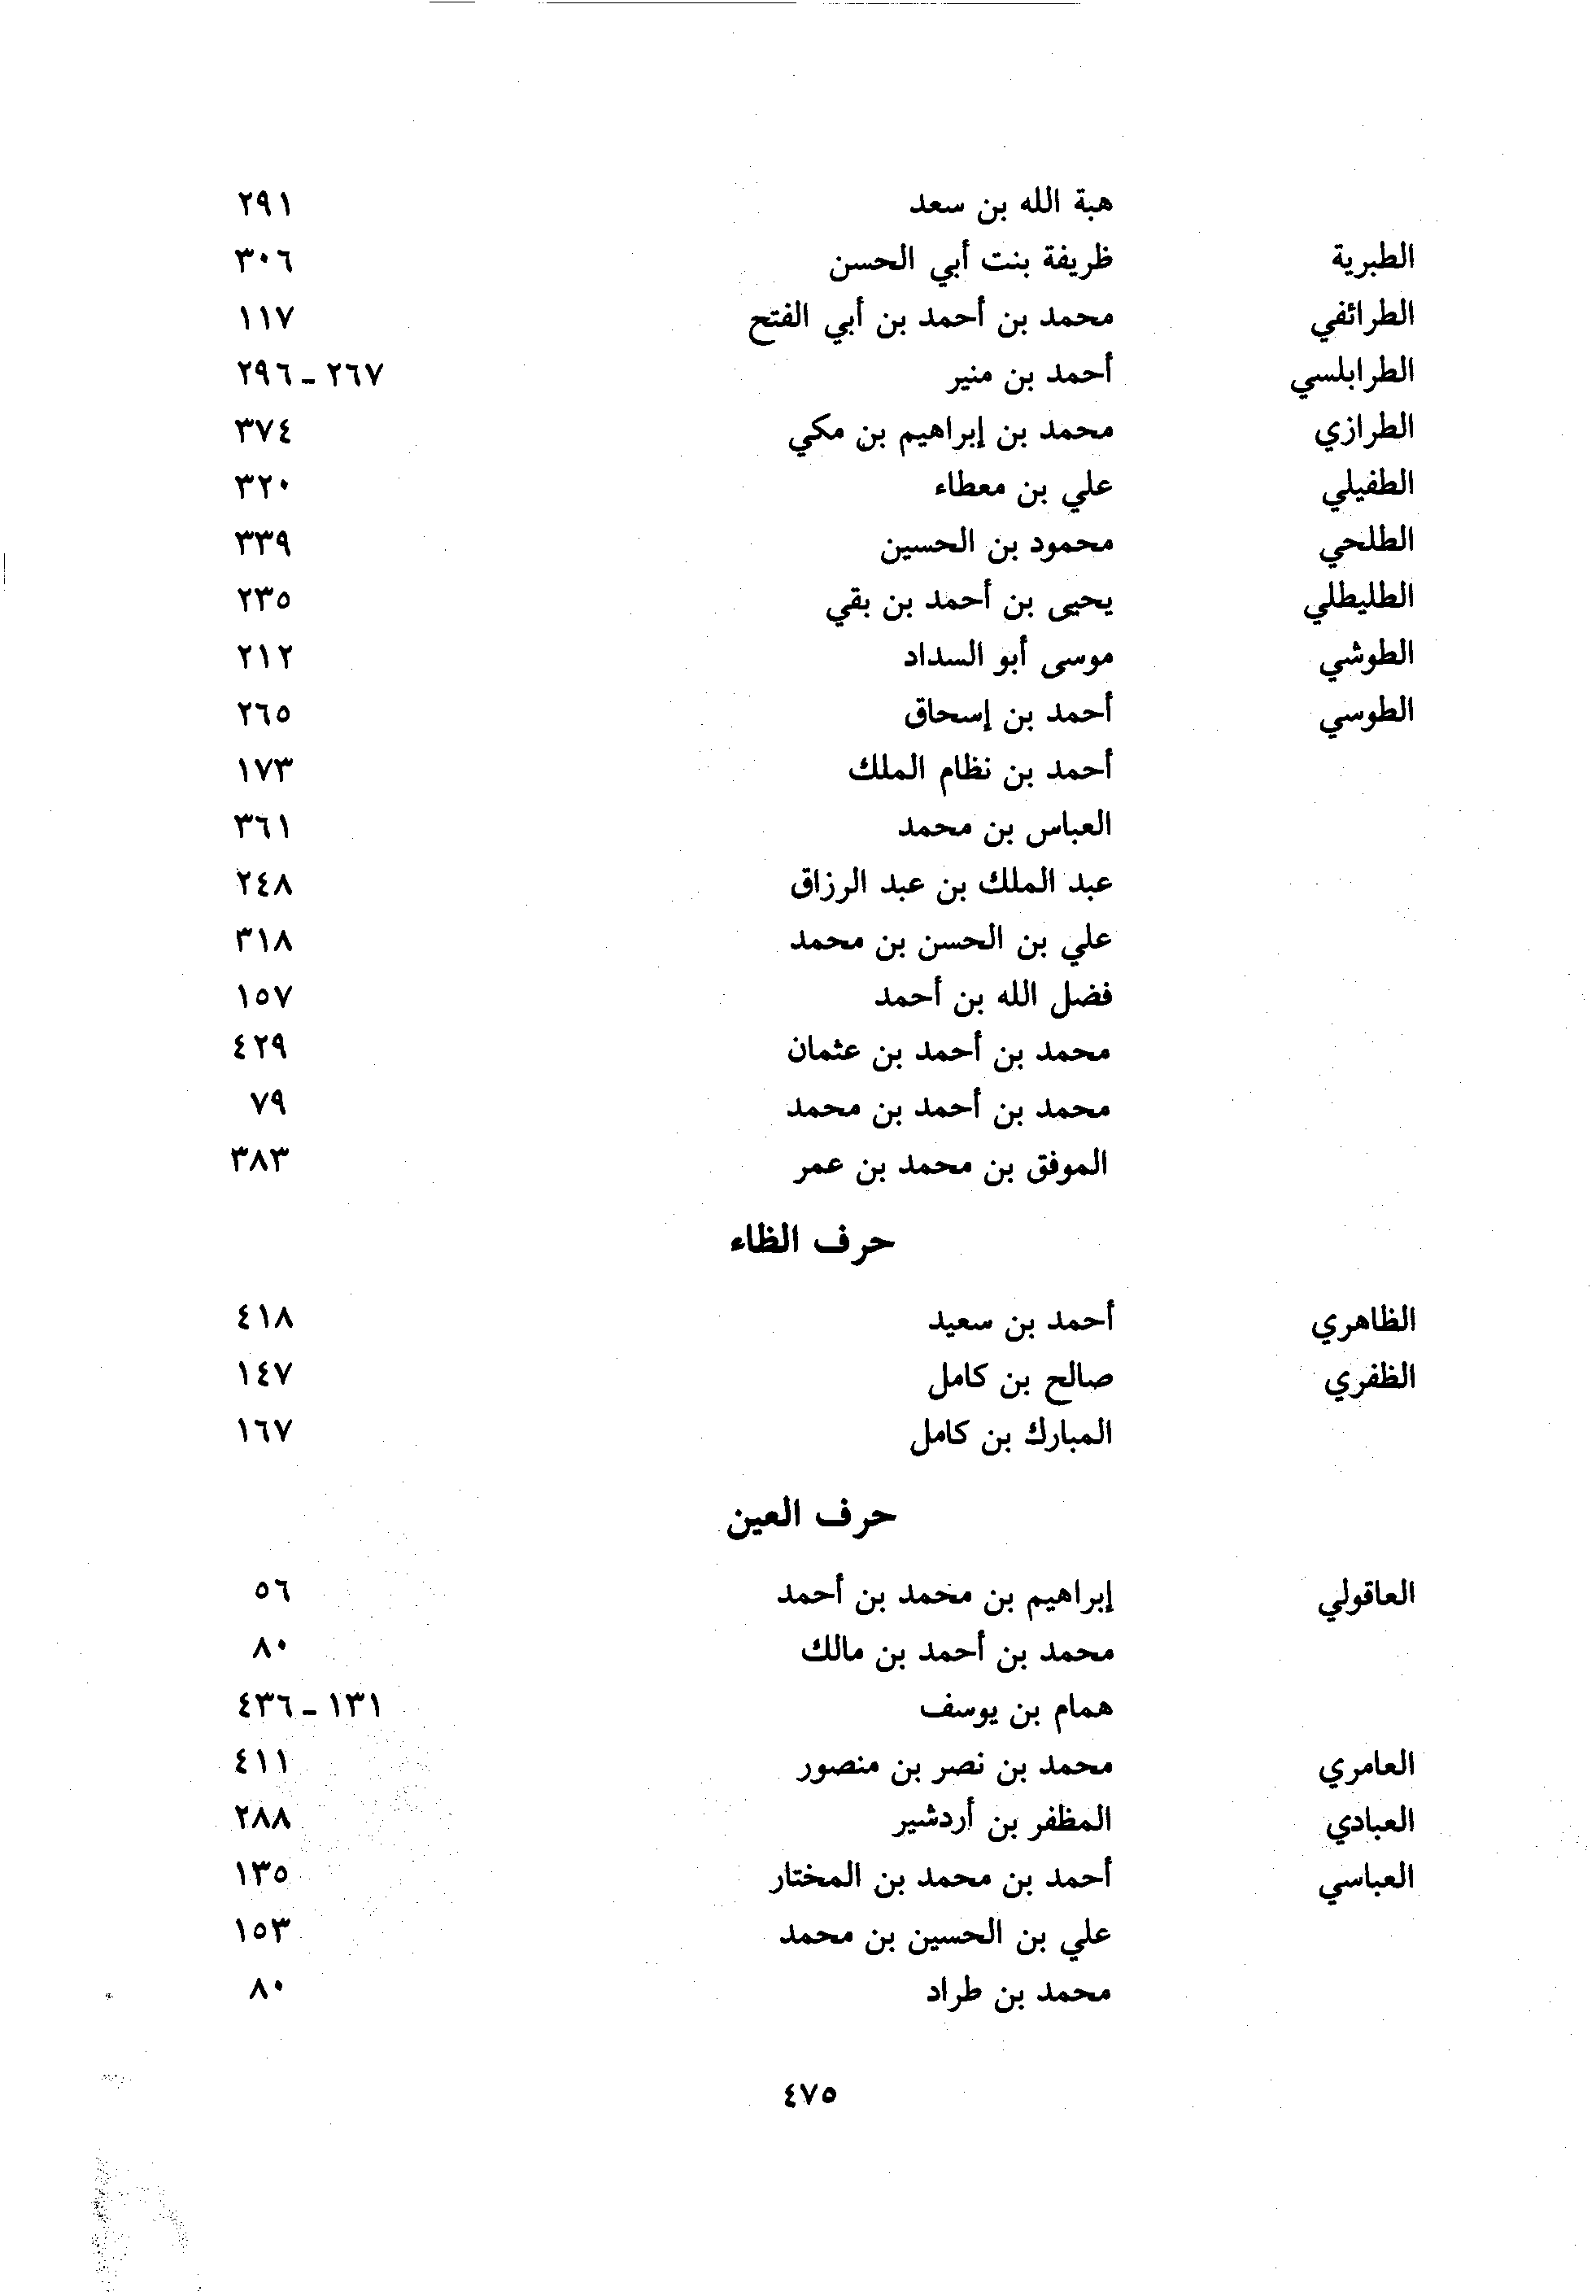 هبة الله بن سعد ٢٩١
الطبرية ظريفة بنت أبي الحسن ٣٠٦
الطرائفي محمد بن أحمد بن أبي الفتح ١١٧
الطرابلسي أحمد بن منير ٢٦٧ - ٢٩٦
الطرازي محمد بن إبراهيم بن مكي ٣٧٤
الطفيلي علي بن معطاء ٣٢٠
الطلحي محمود بن الحسين ٣٣٩
الطليطلي يحيى بن أحمد بن بقي ٢٣٥
الطوشي موسى أبو السداد ٢١٢
الطوسي أحمد بن إسحاق ٢٦٥
أحمد بن نظام الملك ١٧٣
العباس بن محمد ٣٦١
عبد الملك بن عبد الرزاق ٢٤٨
علي بن الحسن بن محمد ٣١٨
فضل الله بن أحمد ١٥٧
محمد بن أحمد بن عثمان ٤٢٩
محمد بن أحمد بن محمد ٧٩
الموفق بن محمد بن عمر ٣٨٣
حرف الظاء
الظاهري أحمد بن سعيد ٤١٨
الظفري صالح بن كامل ١٤٧
المبارك بن كامل ١٦٧
حرف العين
العاقولي إبراهيم بن محمد بن أحمد ٥٦
محمد بن أحمد بن مالك ٨٠
همام بن يوسف ١٣١ - ٤٣٦
العامري محمد بن نصر بن منصور ٤١١
العبادي المظفر بن أردشير ٢٨٨
العباسي أحمد بن محمد بن المختار ١٣٥
علي بن الحسين بن محمد ١٥٣
محمد بن طراد ٨٠
٤٧٥